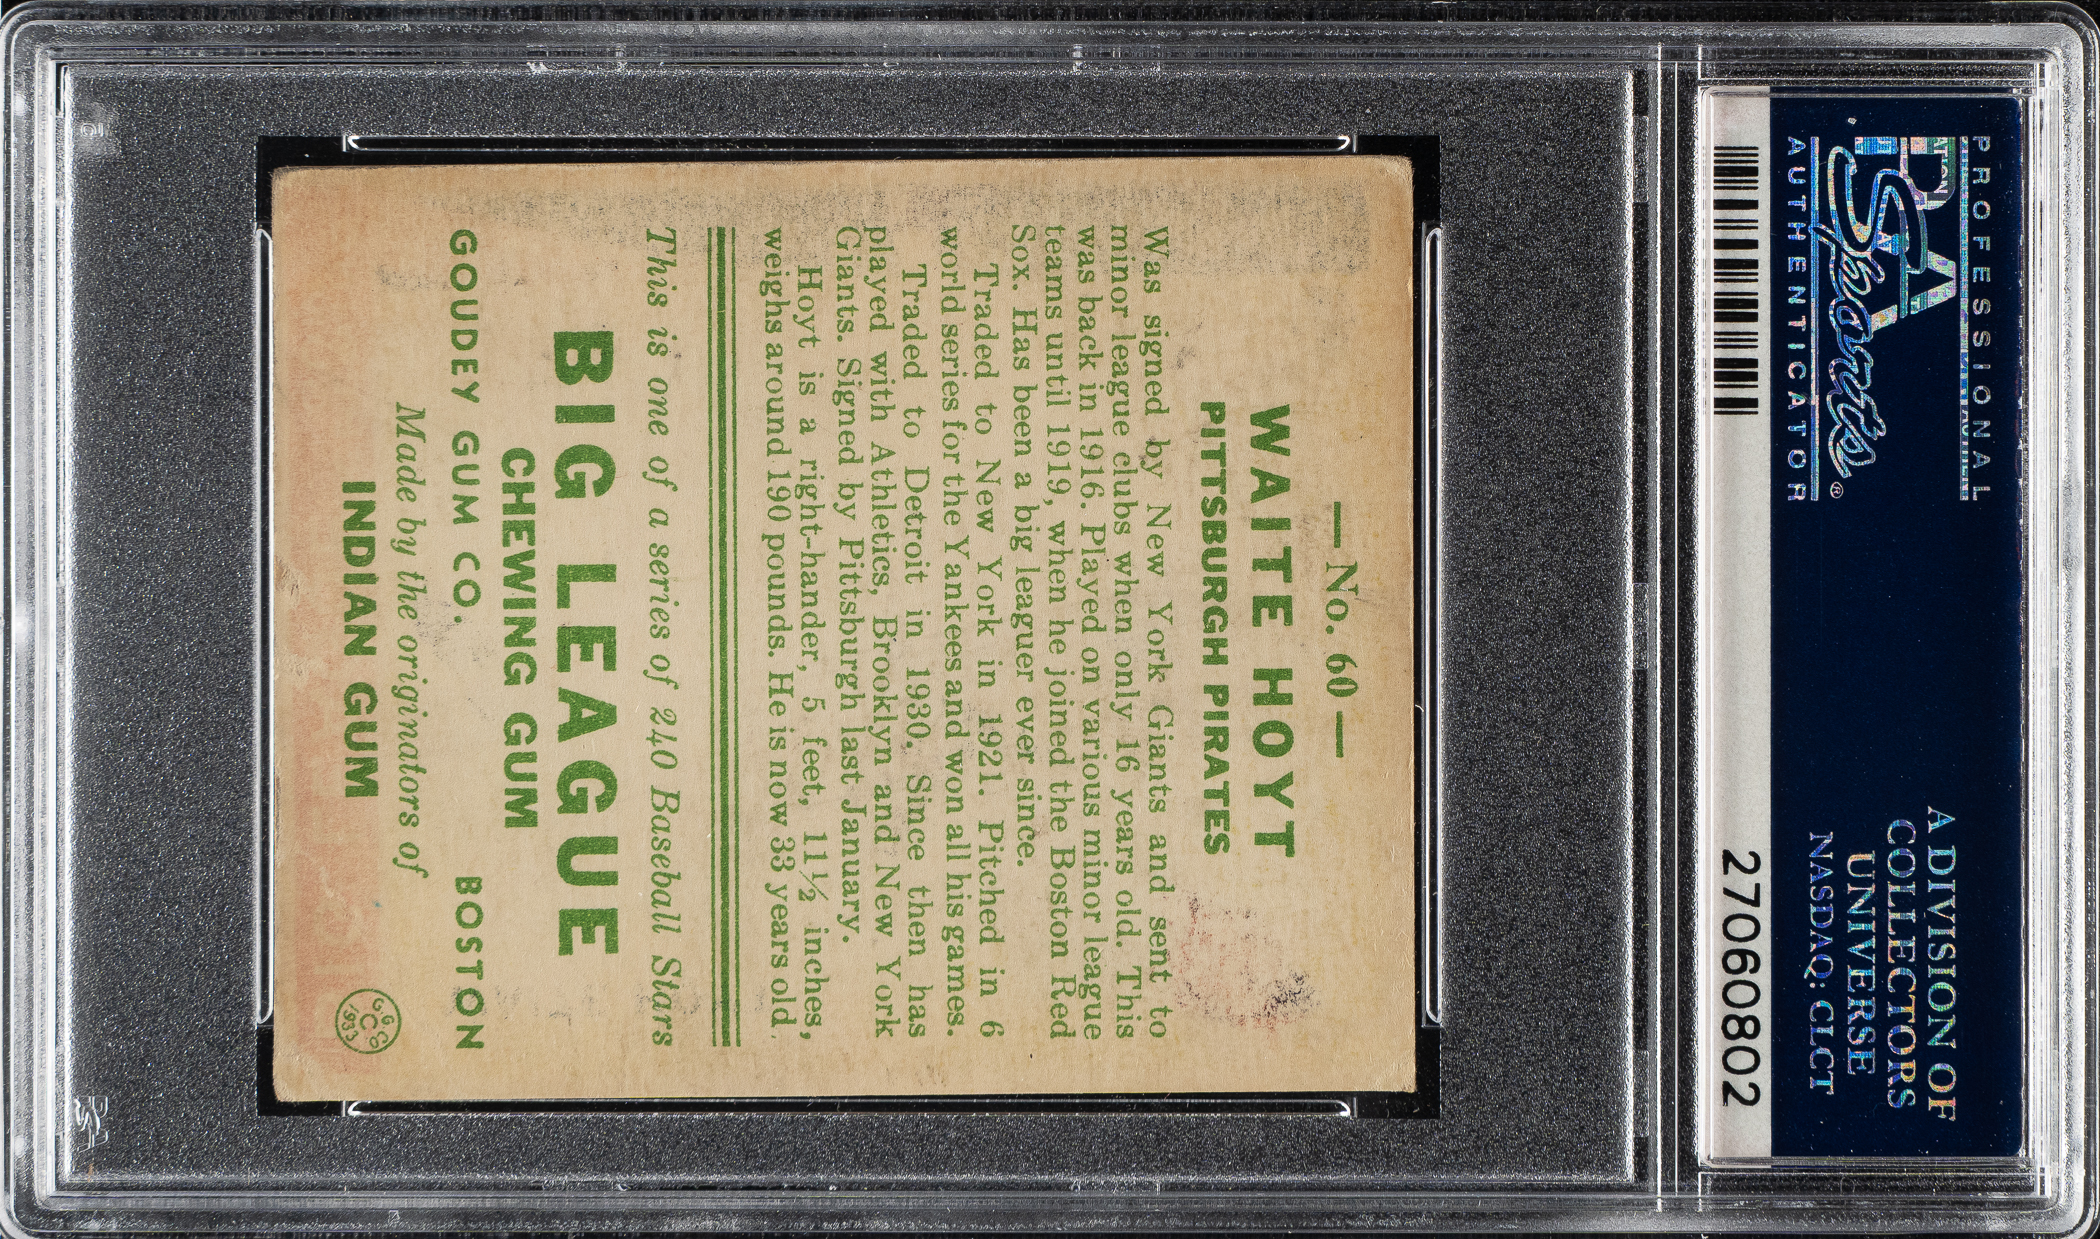 PROFESSIONAL
PSA
Sports®
AUTHENTICATOR
A DIVISION OF
COLLECTORS
UNIVERSE
NASDAQ: CLCT
27060802
— No. 60 —
WAITE HOYT
PITTSBURGH PIRATES
Was signed by New York Giants and sent to
minor league clubs when only 16 years old. This
was back in 1916. Played on various minor league
teams until 1919, when he joined the Boston Red
Sox. Has been a big leaguer ever since.
Traded to New York in 1921. Pitched in 6
world series for the Yankees and won all his games.
Traded to Detroit in 1930. Since then has
played with Athletics, Brooklyn and New York
Giants. Signed by Pittsburgh last January.
Hoyt is a right-hander, 5 feet, 11½ inches,
weighs around 190 pounds. He is now 33 years old
This is one of a series of 240 Baseball Stars
BIG LEAGUE
CHEWING GUM
GOUDEY GUM CO. BOSTON
Made by the originators of
INDIAN GUM